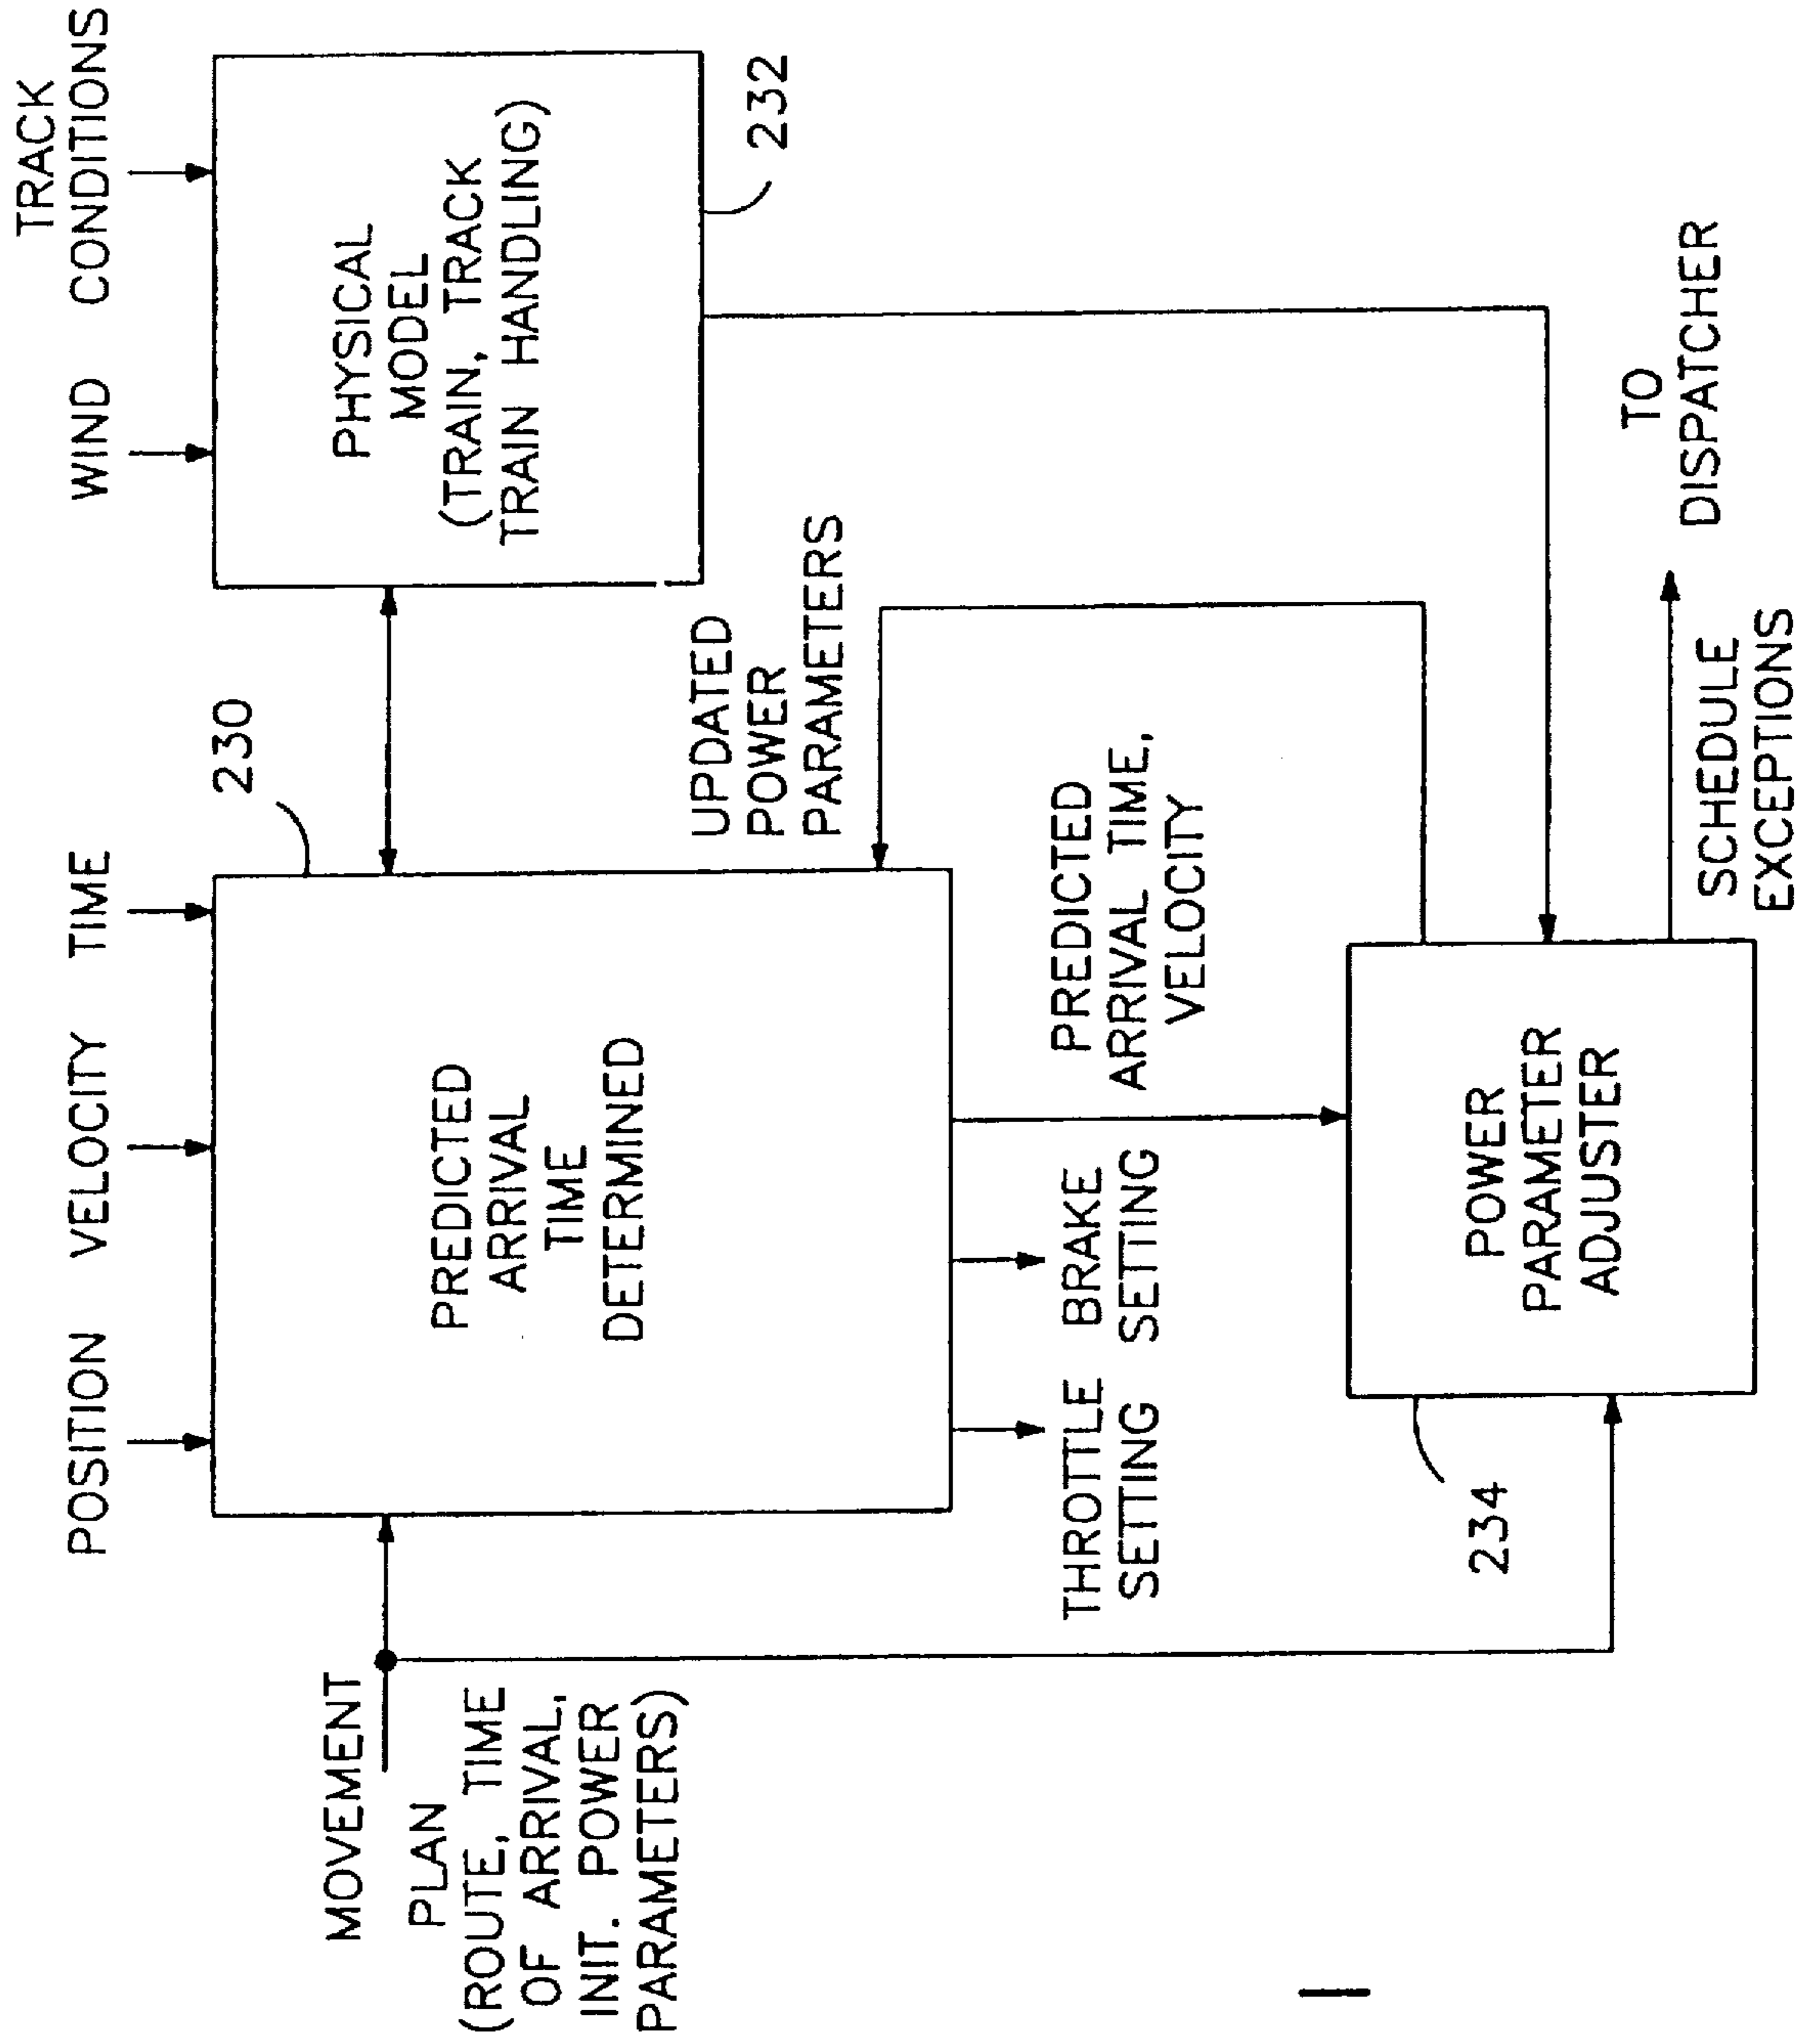 POSITION
VELOCITY
TIME
WIND
TRACK
CONDITIONS
230
MOVEMENT
PLAN
(ROUTE, TIME
OF ARRIVAL,
INIT. POWER
PARAMETERS)
PREDICTED
ARRIVAL
TIME
DETERMINED
PHYSICAL
MODEL
(TRAIN, TRACK
TRAIN HANDLING)
232
UPDATED
POWER
PARAMETERS
THROTTLE
SETTING
BRAKE
SETTING
PREDICTED
ARRIVAL TIME,
VELOCITY
234
POWER
PARAMETER
ADJUSTER
TO
DISPATCHER
SCHEDULE
EXCEPTIONS